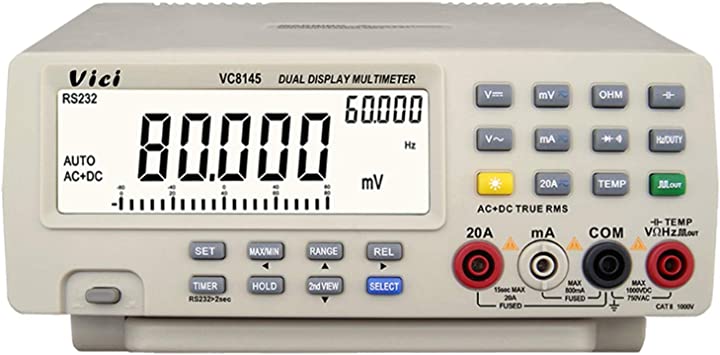 Vici
VC8145 DUAL DISPLAY MULTIMETER
RS232
60.000
Hz
80.000
mV
AUTO
AC+DC
-80 -40 0 40 80
V⎓ mV OHM ⊣⊢
V~ mA Hz/DUTY
20A TEMP OUT
AC+DC TRUE RMS
SET MAX/MIN RANGE REL
TIMER HOLD 2nd VIEW SELECT
RS232>2sec
20A mA COM TEMP
VΩHz OUT
15sec MAX
20A
FUSED
MAX
800mA
FUSED
MAX
1000VDC
750VAC
CAT II 1000V